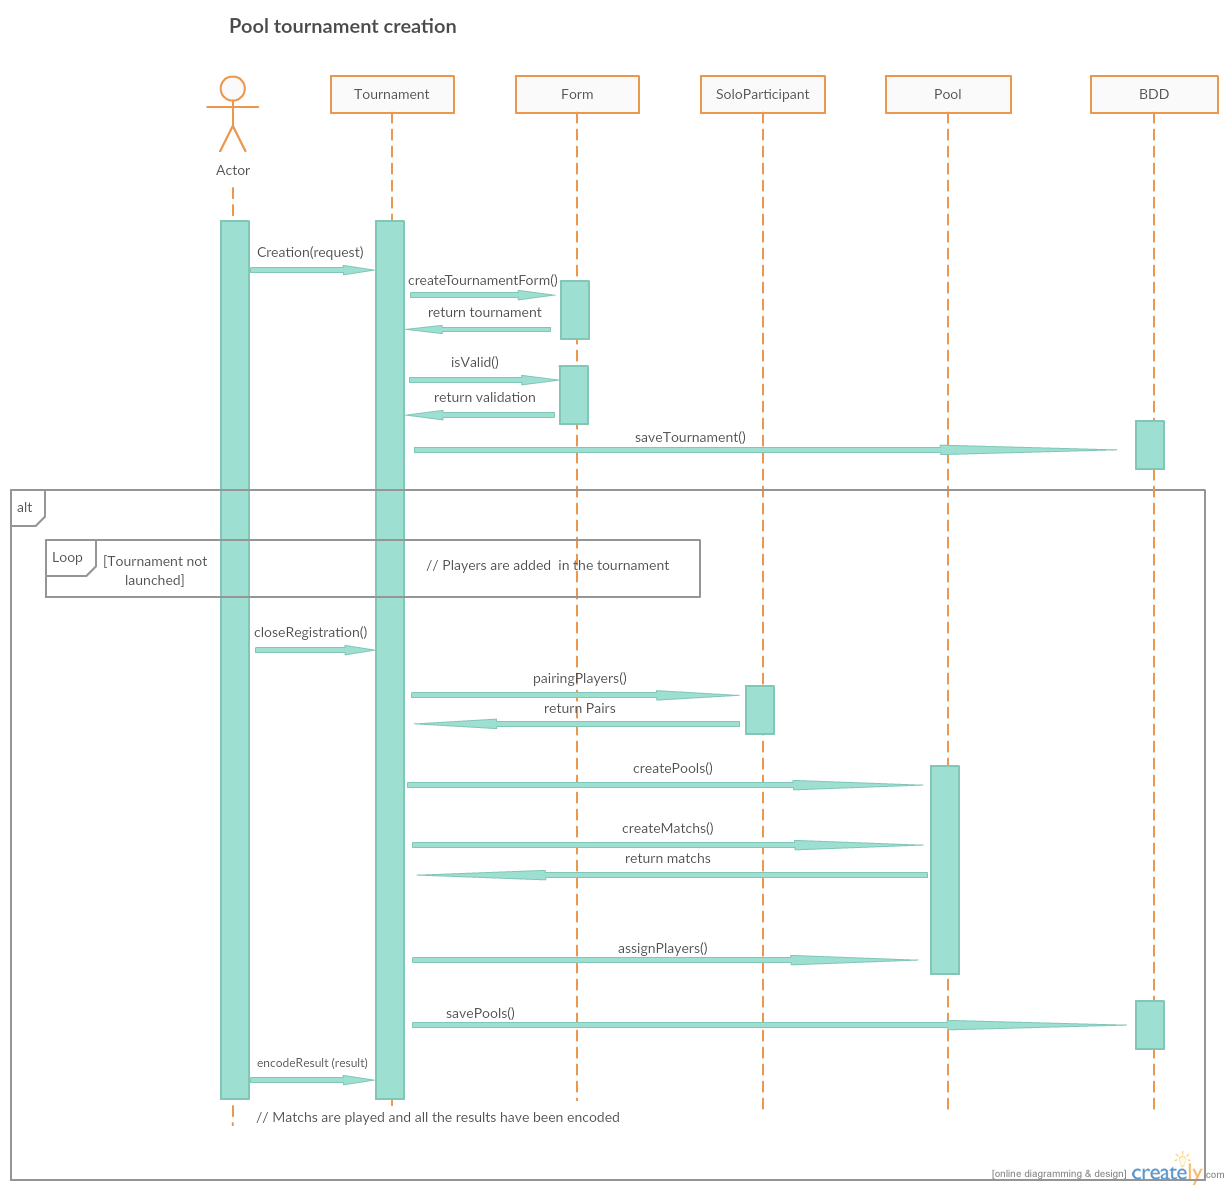 Pool tournament creation
Actor
Tournament
Form
SoloParticipant
Pool
BDD
Creation(request)
createTournamentForm()
return tournament
isValid()
return validation
saveTournament()
alt
Loop
[Tournament not
launched]
// Players are added  in the tournament
closeRegistration()
pairingPlayers()
return Pairs
createPools()
createMatchs()
return matchs
assignPlayers()
savePools()
encodeResult (result)
// Matchs are played and all the results have been encoded
[online diagramming & design] creately.com